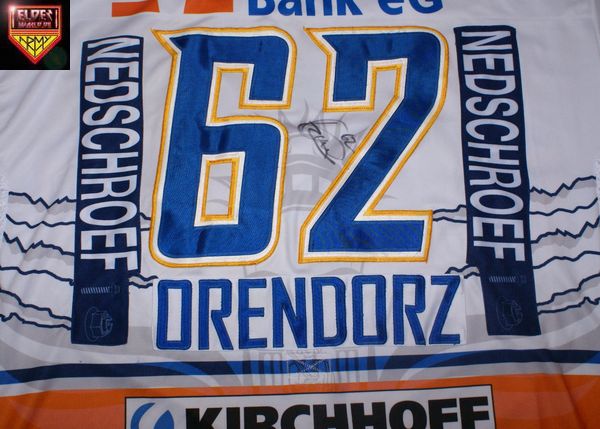 Bank eG
NEDSCHROEF
62
NEDSCHROEF
ORENDORZ
KIRCHHOFF